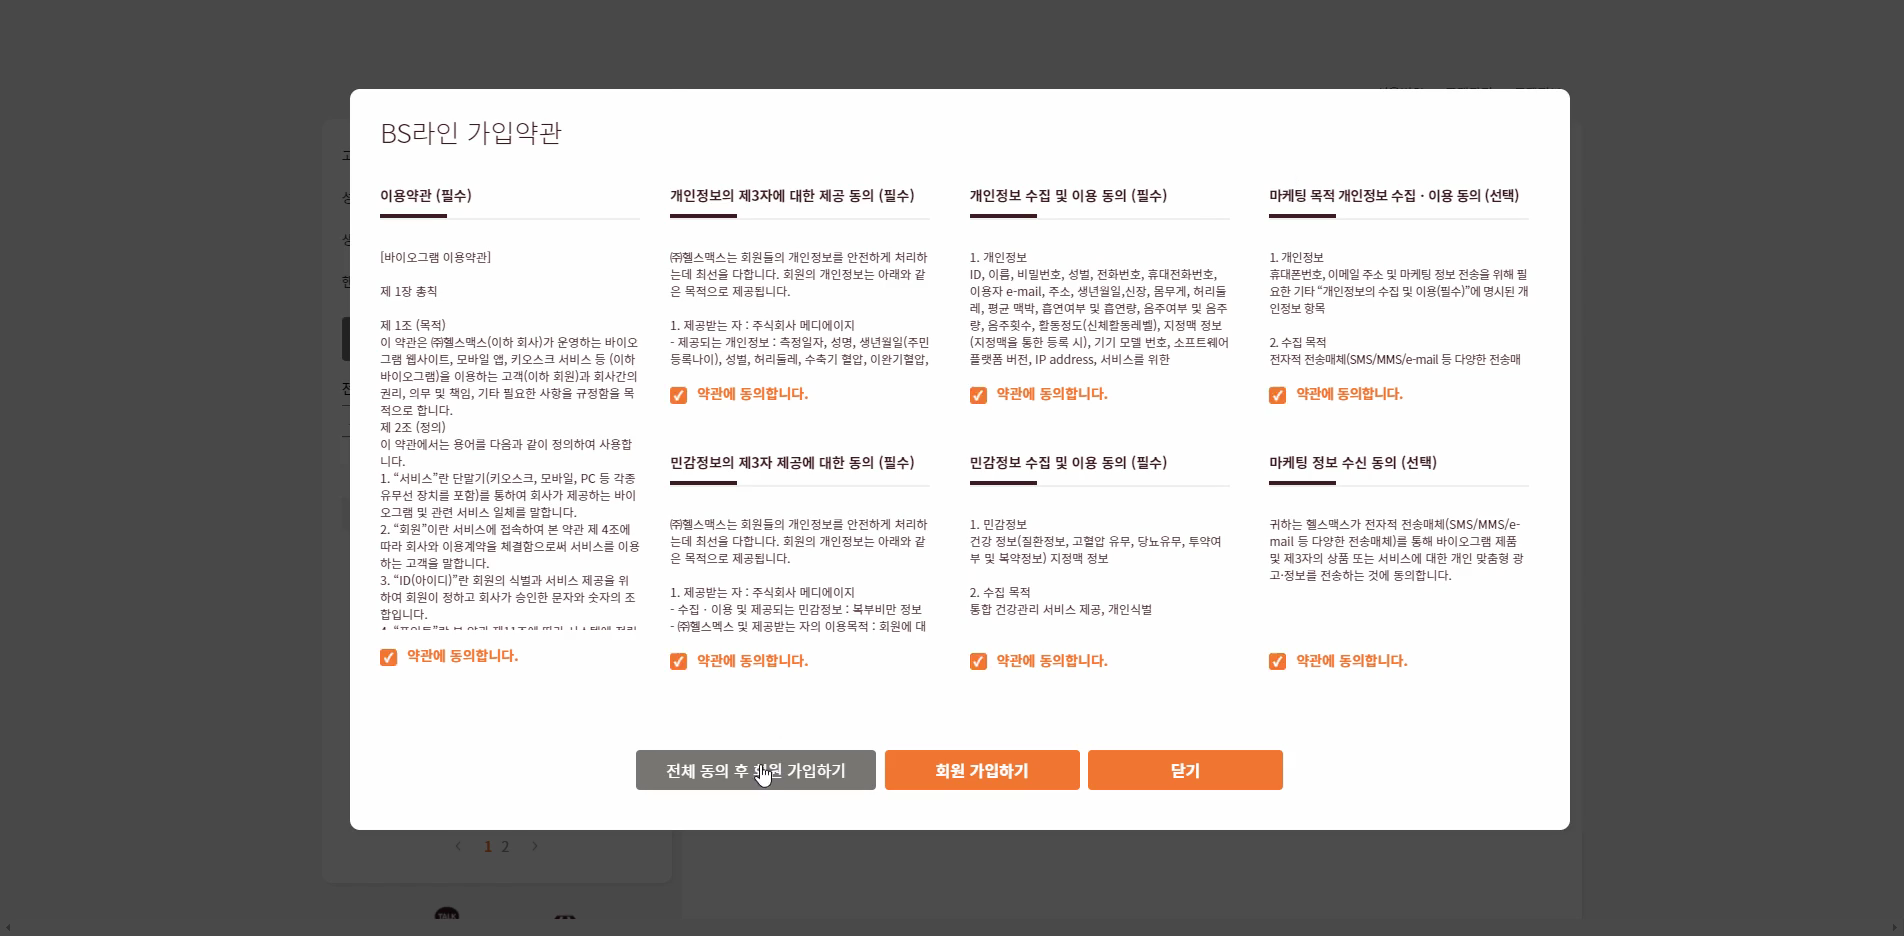 BS라인 가입약관
이용약관 (필수)
[바이오그램 이용약관]
제 1장 총칙
제 1조 (목적)
이 약관은 ㈜헬스맥스(이하 회사)가 운영하는 바이오
그램 웹사이트, 모바일 앱, 키오스크 서비스 등 (이하
바이오그램)을 이용하는 고객(이하 회원)과 회사간의
권리, 의무 및 책임, 기타 필요한 사항을 규정함을 목
적으로 합니다.
제 2조 (정의)
이 약관에서는 용어를 다음과 같이 정의하여 사용합
니다.
1. “서비스”란 단말기(키오스크, 모바일, PC 등 각종
유무선 장치를 포함)를 통하여 회사가 제공하는 바이
오그램 및 관련 서비스 일체를 말합니다.
2. “회원”이란 서비스에 접속하여 본 약관 제 4조에
따라 회사와 이용계약을 체결함으로써 서비스를 이용
하는 고객을 말합니다.
3. “ID(아이디)”란 회원의 식별과 서비스 제공을 위
하여 회원이 정하고 회사가 승인한 문자와 숫자의 조
합입니다.
약관에 동의합니다.
개인정보의 제3자에 대한 제공 동의 (필수)
㈜헬스맥스는 회원들의 개인정보를 안전하게 처리하
는데 최선을 다합니다. 회원의 개인정보는 아래와 같
은 목적으로 제공됩니다.
1. 제공받는 자 : 주식회사 메디에이지
- 제공되는 개인정보 : 측정일자, 성명, 생년월일(주민
등록나이), 성별, 허리둘레, 수축기 혈압, 이완기혈압,
약관에 동의합니다.
개인정보 수집 및 이용 동의 (필수)
1. 개인정보
ID, 이름, 비밀번호, 성별, 전화번호, 휴대전화번호,
이용자 e-mail, 주소, 생년월일,신장, 몸무게, 허리둘
레, 평균 맥박, 흡연여부 및 흡연량, 음주여부 및 음주
량, 음주횟수, 활동정도(신체활동레벨), 지정맥 정보
(지정맥을 통한 등록 시), 기기 모델 번호, 소프트웨어
플랫폼 버전, IP address, 서비스를 위한
약관에 동의합니다.
마케팅 목적 개인정보 수집 · 이용 동의 (선택)
1. 개인정보
휴대폰번호, 이메일 주소 및 마케팅 정보 전송을 위해 필
요한 기타 “개인정보의 수집 및 이용(필수)”에 명시된 개
인정보 항목
2. 수집 목적
전자적 전송매체(SMS/MMS/e-mail 등 다양한 전송매
약관에 동의합니다.
민감정보의 제3자 제공에 대한 동의 (필수)
㈜헬스맥스는 회원들의 개인정보를 안전하게 처리하
는데 최선을 다합니다. 회원의 개인정보는 아래와 같
은 목적으로 제공됩니다.
1. 제공받는 자 : 주식회사 메디에이지
- 수집 · 이용 및 제공되는 민감정보 : 복부비만 정보
- ㈜헬스멕스 및 제공받는 자의 이용목적 : 회원에 대
약관에 동의합니다.
민감정보 수집 및 이용 동의 (필수)
1. 민감정보
건강 정보(질환정보, 고혈압 유무, 당뇨유무, 투약여
부 및 복약정보) 지정맥 정보
2. 수집 목적
통합 건강관리 서비스 제공, 개인식별
약관에 동의합니다.
마케팅 정보 수신 동의 (선택)
귀하는 헬스맥스가 전자적 전송매체(SMS/MMS/e-
mail 등 다양한 전송매체)를 통해 바이오그램 제품
및 제3자의 상품 또는 서비스에 대한 개인 맞춤형 광
고·정보를 전송하는 것에 동의합니다.
약관에 동의합니다.
전체 동의 후 회원 가입하기
회원 가입하기
닫기
1 2
TALK